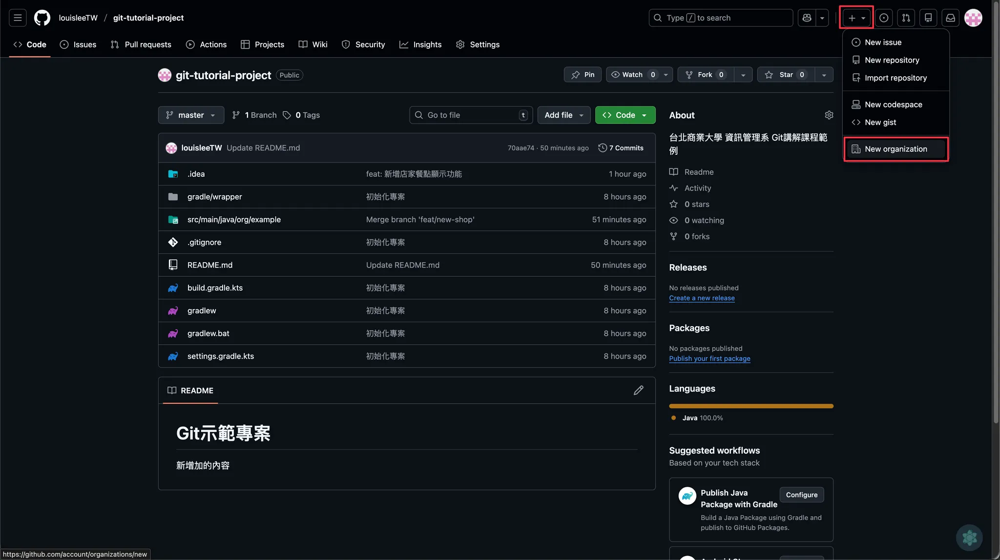 louisleeTW / git-tutorial-project
Type / to search
Code
Issues
Pull requests
Actions
Projects
Wiki
Security
Insights
Settings
New issue
New repository
Import repository
New codespace
New gist
New organization
git-tutorial-project Public
Pin
Watch 0
Fork 0
Star 0
master
1 Branch
0 Tags
Go to file t
Add file
Code
louisleeTW Update README.md 70aae74 · 50 minutes ago 7 Commits
.idea feat: 新增店家餐點顯示功能 1 hour ago
gradle/wrapper 初始化專案 8 hours ago
src/main/java/org/example Merge branch 'feat/new-shop' 51 minutes ago
.gitignore 初始化專案 8 hours ago
README.md Update README.md 50 minutes ago
build.gradle.kts 初始化專案 8 hours ago
gradlew 初始化專案 8 hours ago
gradlew.bat 初始化專案 8 hours ago
settings.gradle.kts 初始化專案 8 hours ago
README
Git示範專案
新增加的內容
About
台北商業大學 資訊管理系 Git講解課程範
例
Readme
Activity
0 stars
0 watching
0 forks
Releases
No releases published
Create a new release
Packages
No packages published
Publish your first package
Languages
Java 100.0%
Suggested workflows
Based on your tech stack
Publish Java
Package with Gradle
Configure
Build a Java Package using Gradle and
publish to GitHub Packages.
https://github.com/account/organizations/new